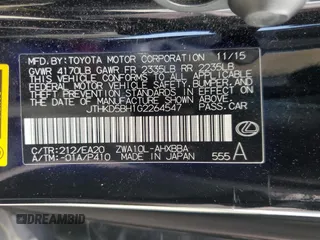 MFD.BY: TOYOTA MOTOR CORPORATION 11/15
GVWR 4170LB GAWR FR 2335LB RR 2235LB
THIS VEHICLE CONFORMS TO ALL APPLICABLE
FEDERAL MOTOR VEHICLE SAFETY, BUMPER, AND
THEFT PREVENTION STANDARDS IN EFFECT ON
THE DATE OF MANUFACTURE SHOWN ABOVE.
JTHKD5BH1G2264547 PASS.CAR
C/TR:212/EA20 ZWA10L-AHXBBA
A/TM:-01A/P410 MADE IN JAPAN 555 A